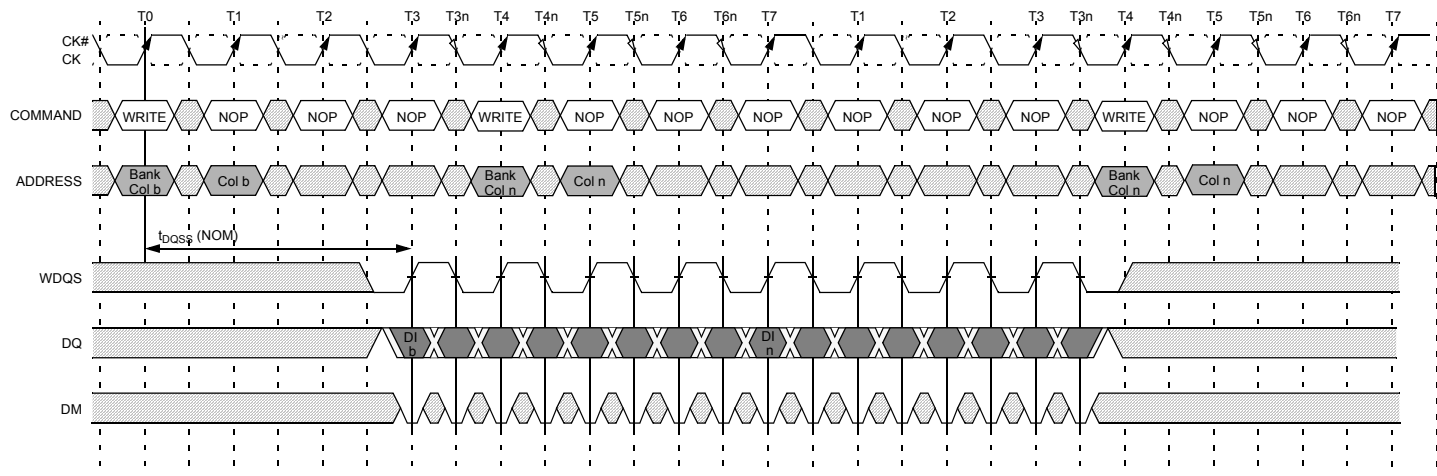 T0 T1 T2 T3 T3n T4 T4n T5 T5n T6 T6n T7 T1 T2 T3 T3n T4 T4n T5 T5n T6 T6n T7
CK#
CK
COMMAND WRITE NOP NOP NOP WRITE NOP NOP NOP NOP NOP NOP WRITE NOP NOP NOP
ADDRESS Bank Col b Col b Bank Col n Col n Bank Col n Col n
tDQSS (NOM)
WDQS
DQ DI b DI n
DM